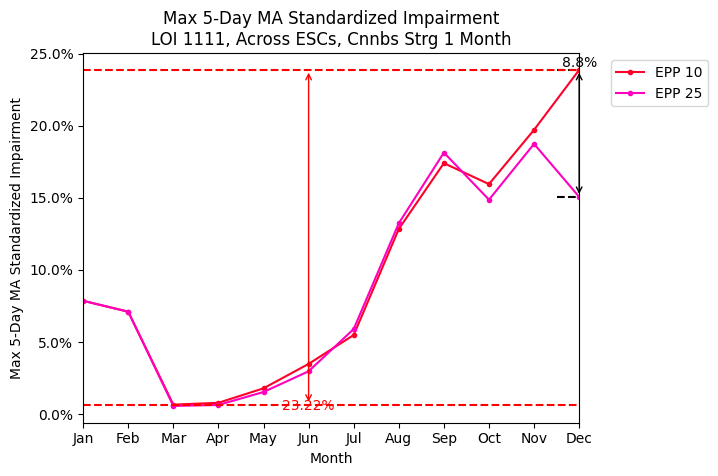 Max 5-Day MA Standardized Impairment
LOI 1111, Across ESCs, Cnnbs Strg 1 Month
Max 5-Day MA Standardized Impairment
25.0%
20.0%
15.0%
10.0%
5.0%
0.0%
8.8%
23.22%
EPP 10
EPP 25
Jan Feb Mar Apr May Jun Jul Aug Sep Oct Nov Dec
Month